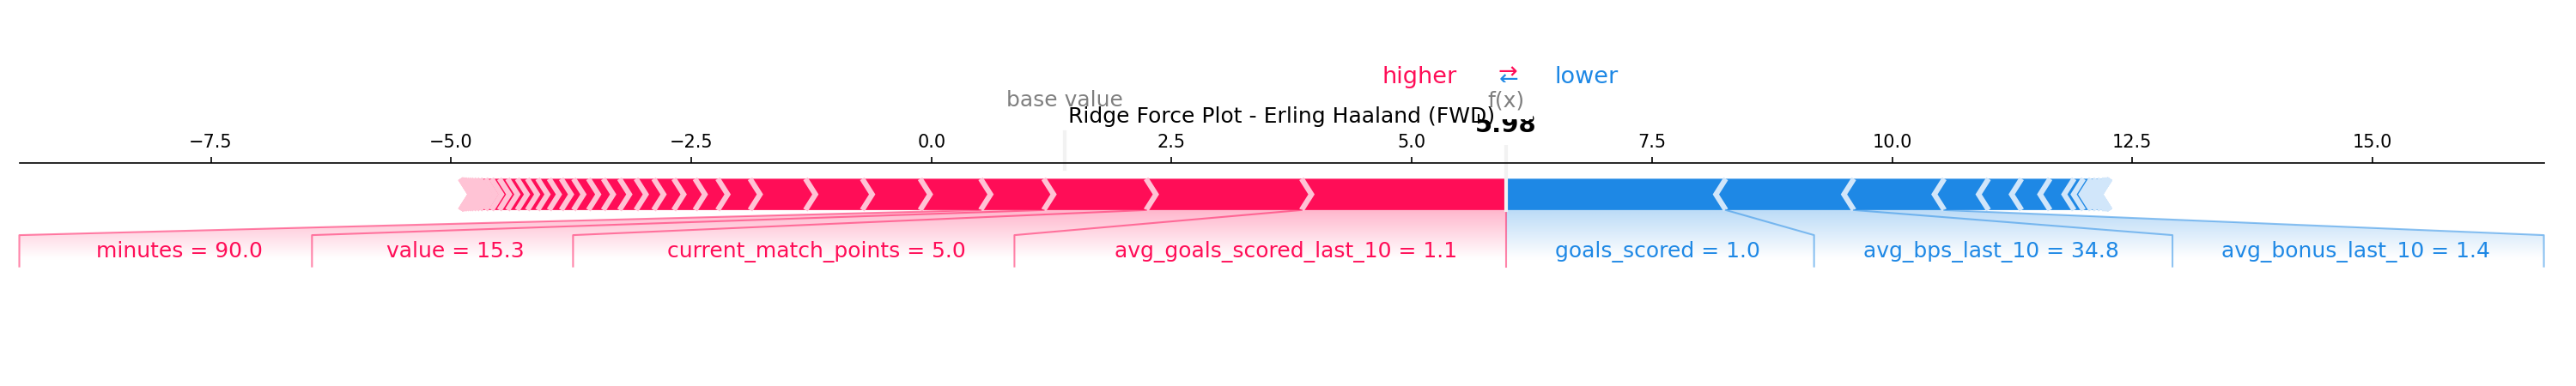 higher ⇄ lower
base value f(x)
Ridge Force Plot - Erling Haaland (FWD)
5.98
−7.5 −5.0 −2.5 0.0 2.5 5.0 7.5 10.0 12.5 15.0
minutes = 90.0 value = 15.3 current_match_points = 5.0 avg_goals_scored_last_10 = 1.1 goals_scored = 1.0 avg_bps_last_10 = 34.8 avg_bonus_last_10 = 1.4